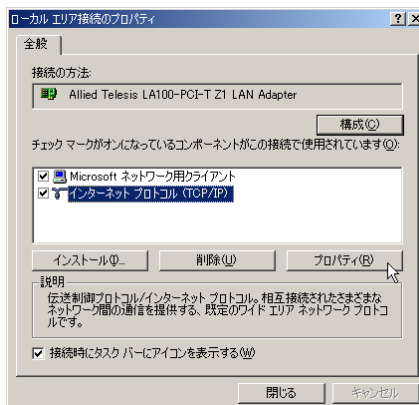 ローカル エリア接続のプロパティ
全般
接続の方法:
Allied Telesis LA100-PCI-T Z1 LAN Adapter
構成(C)
チェック マークがオンになっているコンポーネントがこの接続で使用されています(O):
Microsoft ネットワーク用クライアント
インターネット プロトコル (TCP/IP)
インストール(I)...
削除(U)
プロパティ(R)
説明
伝送制御プロトコル/インターネット プロトコル。相互接続されたさまざまな
ネットワーク間の通信を提供する、既定のワイド エリア ネットワーク プロトコ
ルです。
接続時にタスク バーにアイコンを表示する(W)
閉じる
キャンセル